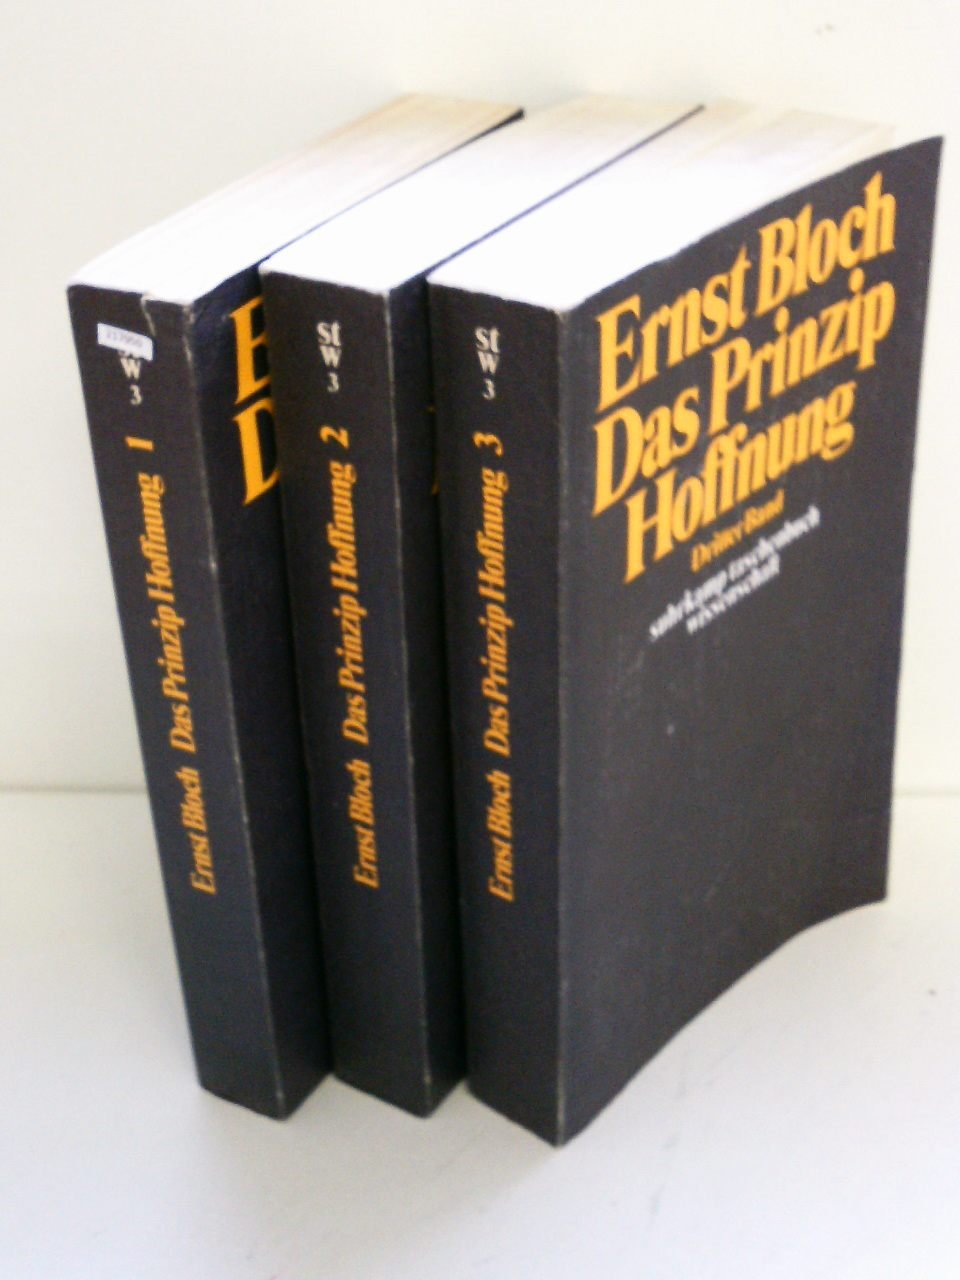 st
w
3
Ernst Bloch Das Prinzip Hoffnung 1
st
w
3
Ernst Bloch Das Prinzip Hoffnung 2
st
w
3
Ernst Bloch Das Prinzip Hoffnung 3
Ernst Bloch
Das Prinzip
Hoffnung
Dritter Band
suhrkamp taschenbuch
wissenschaft